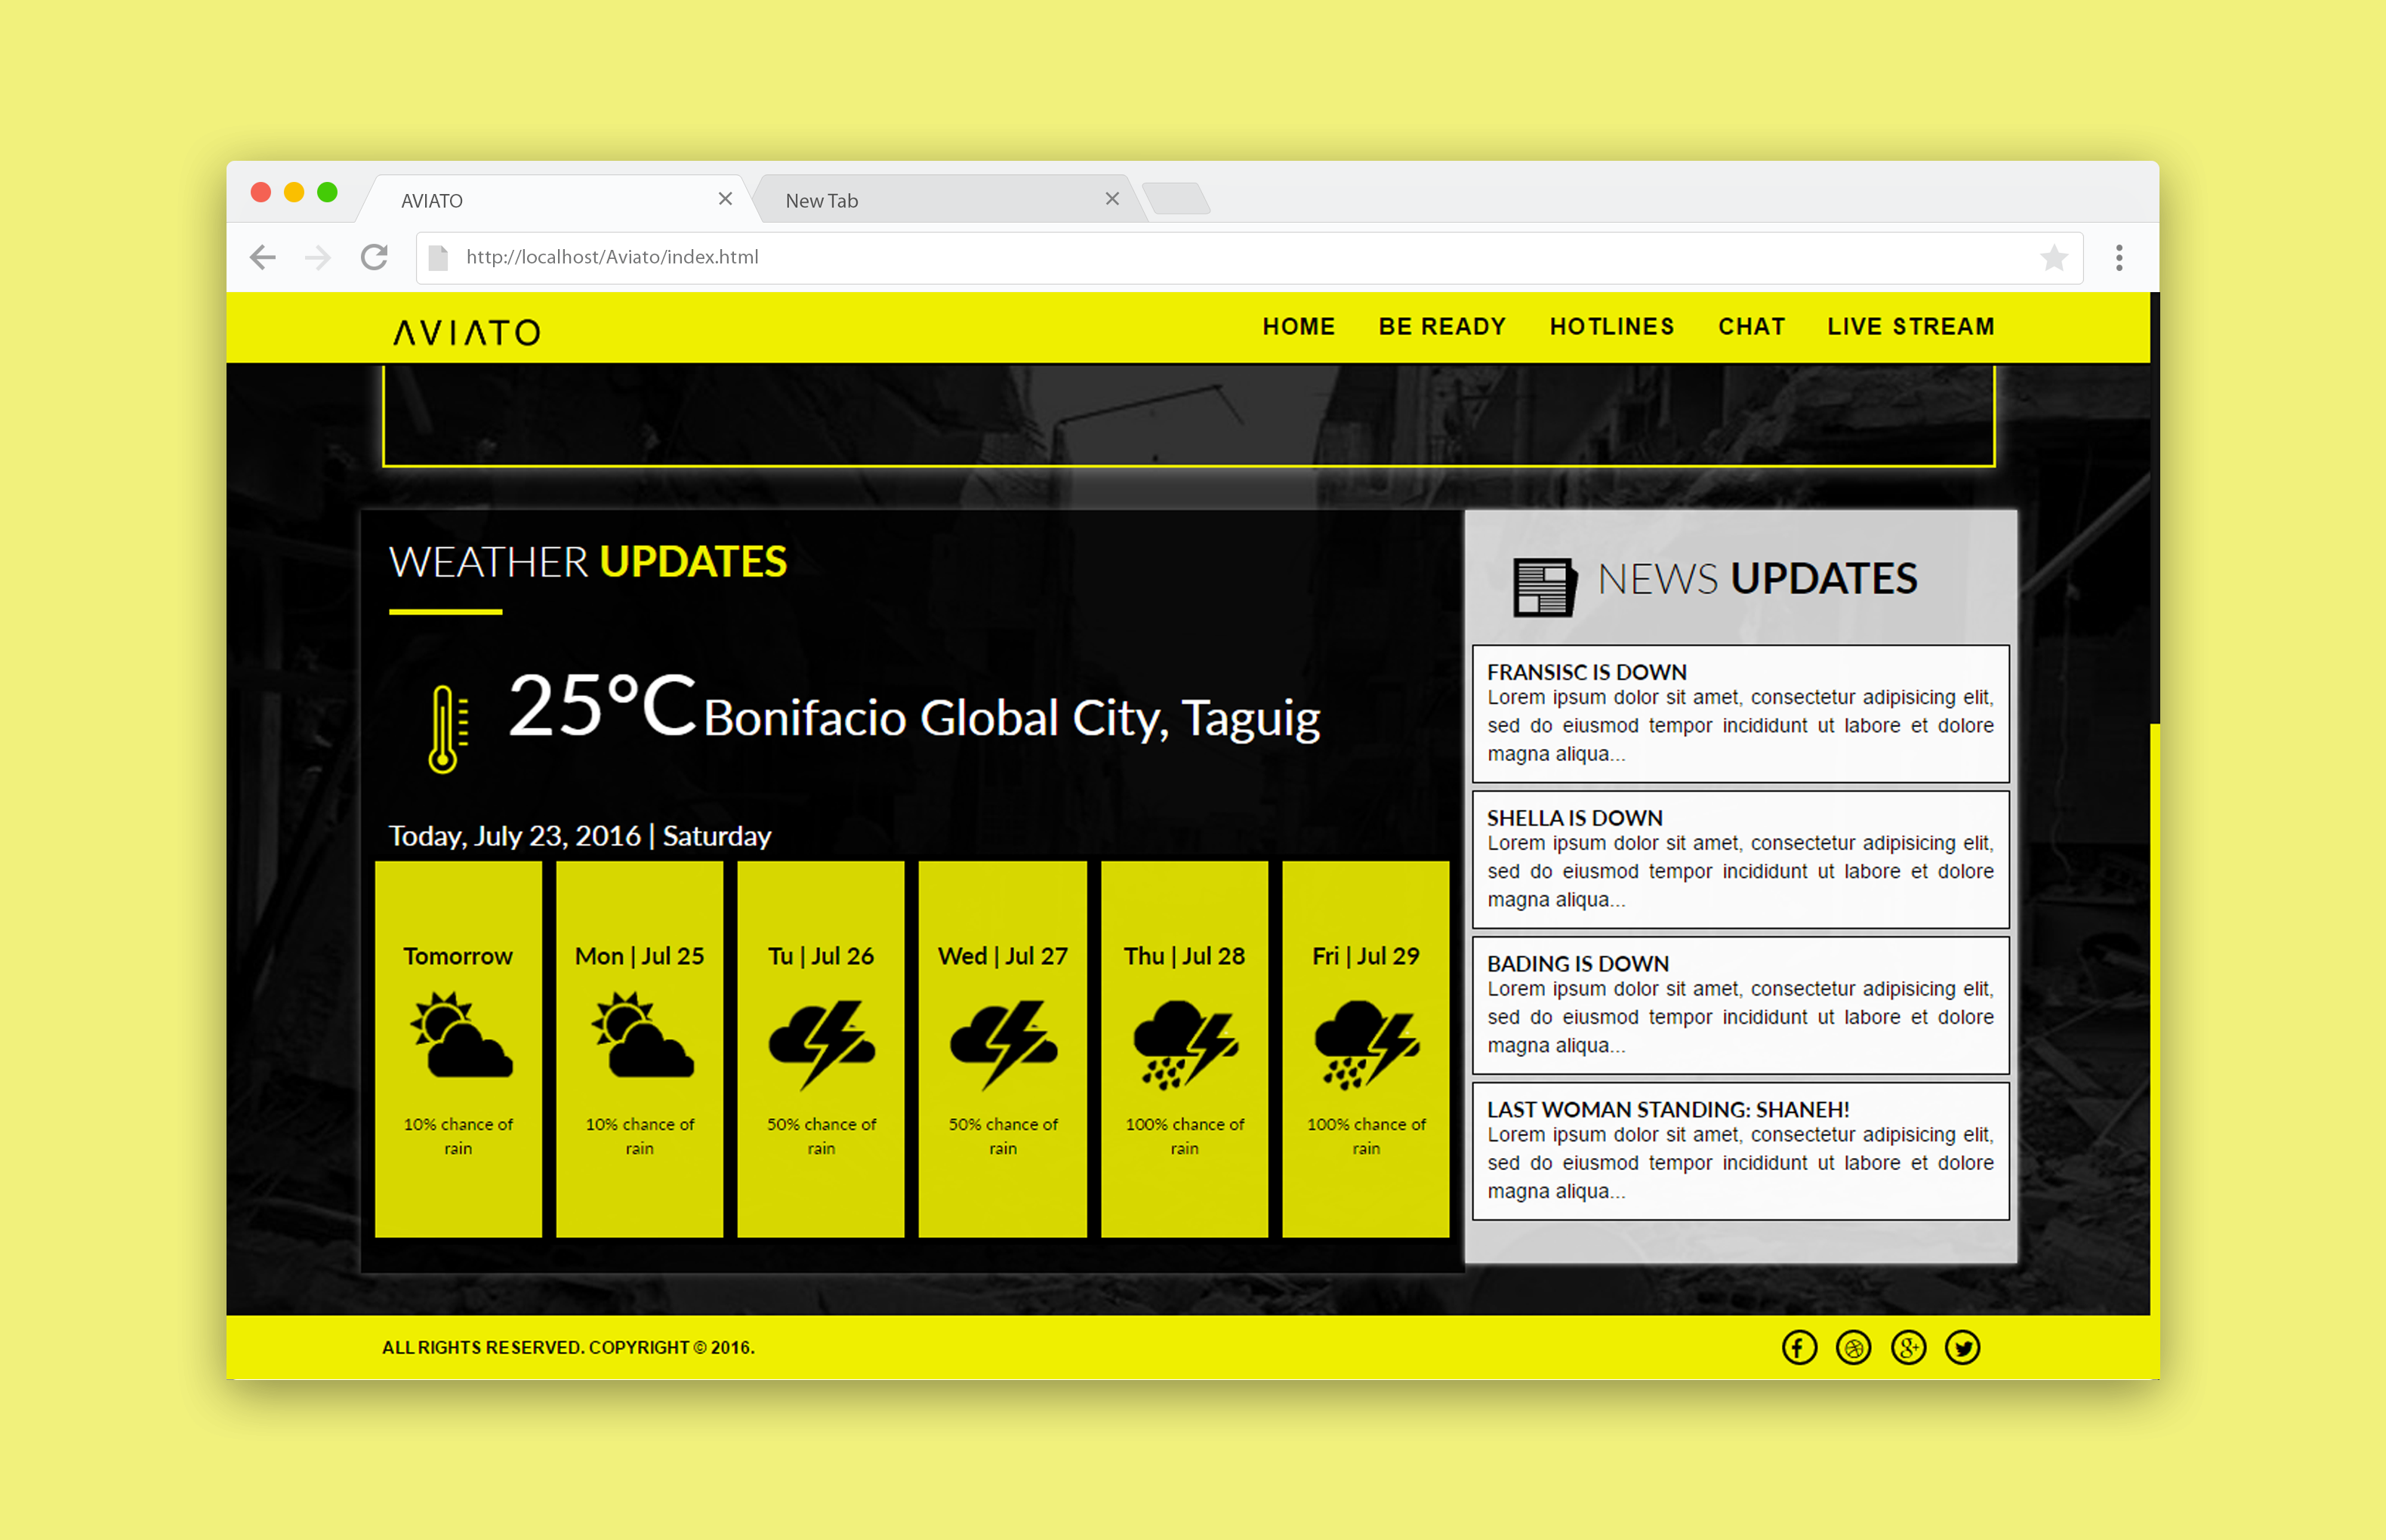 AVIATO
New Tab
http://localhost/Aviato/index.html
AVIATO
HOME BE READY HOTLINES CHAT LIVE STREAM
WEATHER UPDATES
25°C Bonifacio Global City, Taguig
Today, July 23, 2016 | Saturday
Tomorrow
10% chance of
rain
Mon | Jul 25
10% chance of
rain
Tu | Jul 26
50% chance of
rain
Wed | Jul 27
50% chance of
rain
Thu | Jul 28
100% chance of
rain
Fri | Jul 29
100% chance of
rain
NEWS UPDATES
FRANSISC IS DOWN
Lorem ipsum dolor sit amet, consectetur adipisicing elit,
sed do eiusmod tempor incididunt ut labore et dolore
magna aliqua...
SHELLA IS DOWN
Lorem ipsum dolor sit amet, consectetur adipisicing elit,
sed do eiusmod tempor incididunt ut labore et dolore
magna aliqua...
BADING IS DOWN
Lorem ipsum dolor sit amet, consectetur adipisicing elit,
sed do eiusmod tempor incididunt ut labore et dolore
magna aliqua...
LAST WOMAN STANDING: SHANEH!
Lorem ipsum dolor sit amet, consectetur adipisicing elit,
sed do eiusmod tempor incididunt ut labore et dolore
magna aliqua...
ALL RIGHTS RESERVED. COPYRIGHT © 2016.